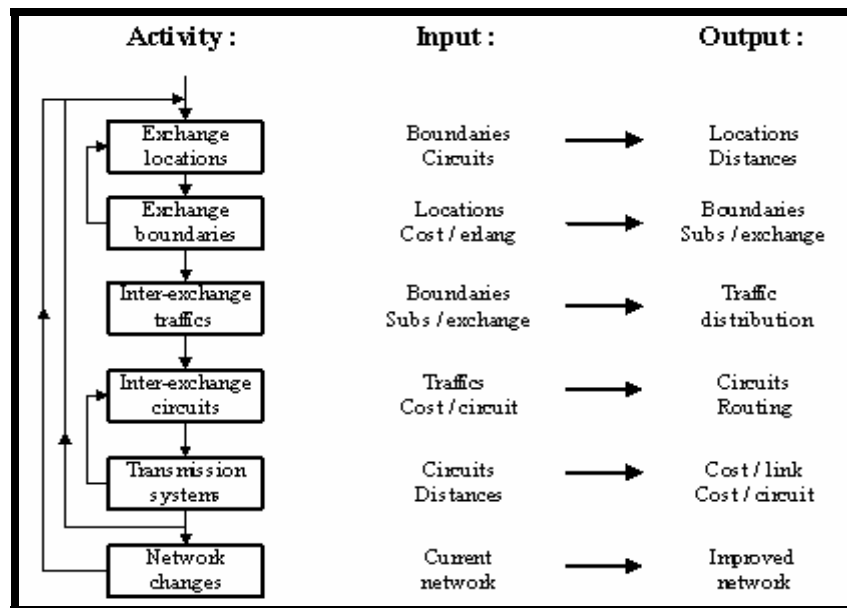 Activity : Input : Output :
Exchange locations Boundaries Circuits Locations Distances
Exchange boundaries Locations Cost / erlang Boundaries Subs / exchange
Inter-exchange traffics Boundaries Subs / exchange Traffic distribution
Inter-exchange circuits Traffics Cost / circuit Circuits Routing
Transmission systems Circuits Distances Cost / link Cost / circuit
Network changes Current network Improved network